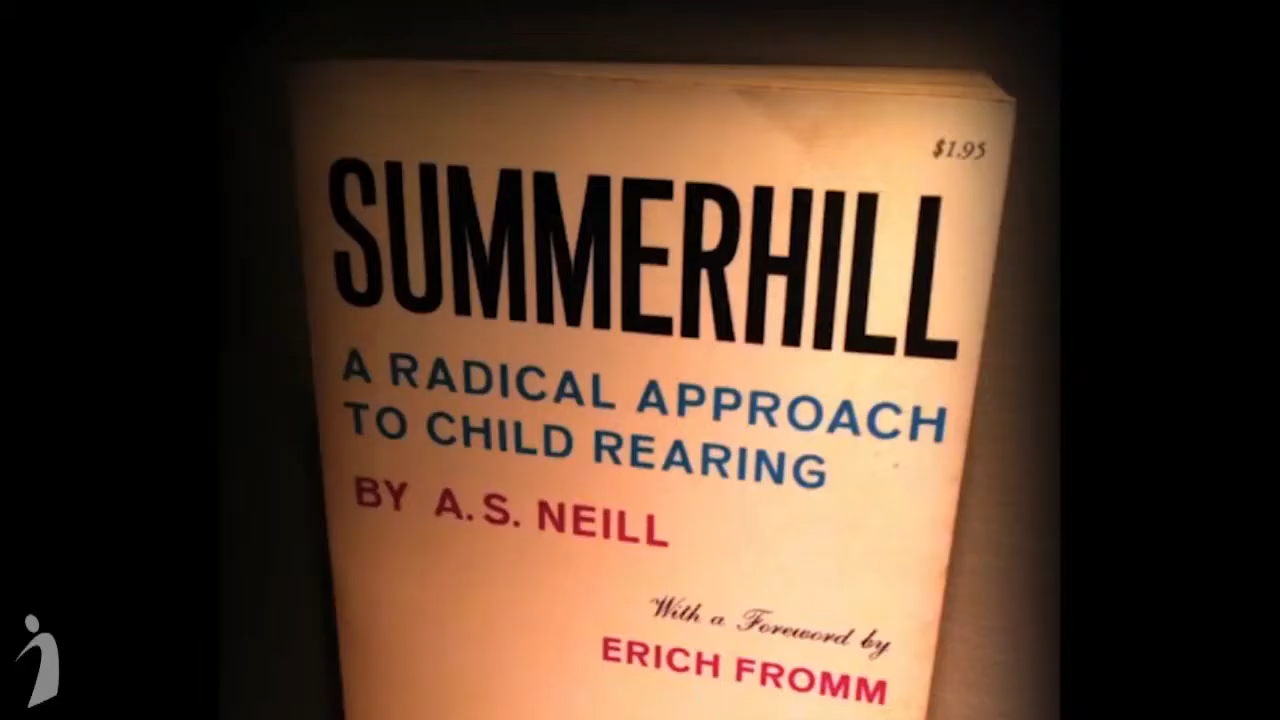 $1.95
SUMMERHILL
A RADICAL APPROACH
TO CHILD REARING
BY A.S. NEILL
With a Foreword by
ERICH FROMM